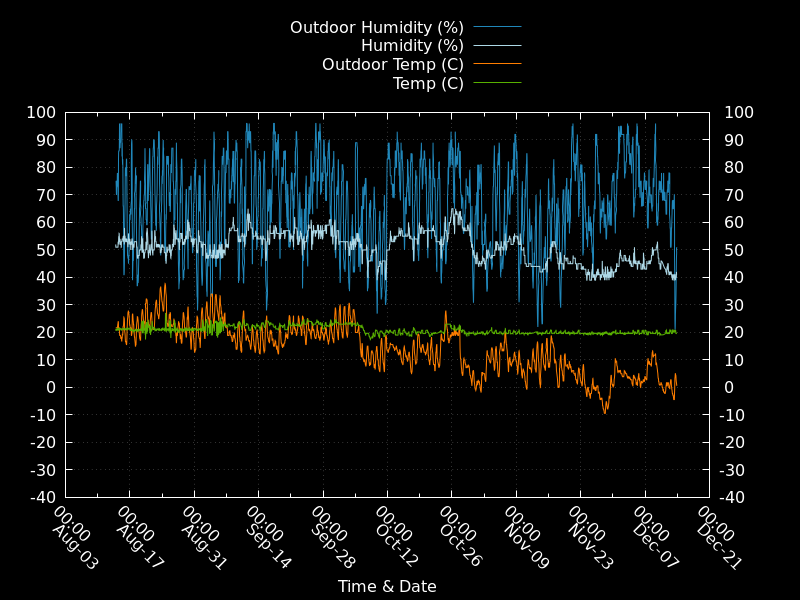 Outdoor Humidity (%)
Humidity (%)
Outdoor Temp (C)
Temp (C)
100 100
90 90
80 80
70 70
60 60
50 50
40 40
30 30
20 20
10 10
0 0
-10 -10
-20 -20
-30 -30
-40 -40
00:00 Aug-03
00:00 Aug-17
00:00 Aug-31
00:00 Sep-14
00:00 Sep-28
00:00 Oct-12
00:00 Oct-26
00:00 Nov-09
00:00 Nov-23
00:00 Dec-07
00:00 Dec-21
Time & Date